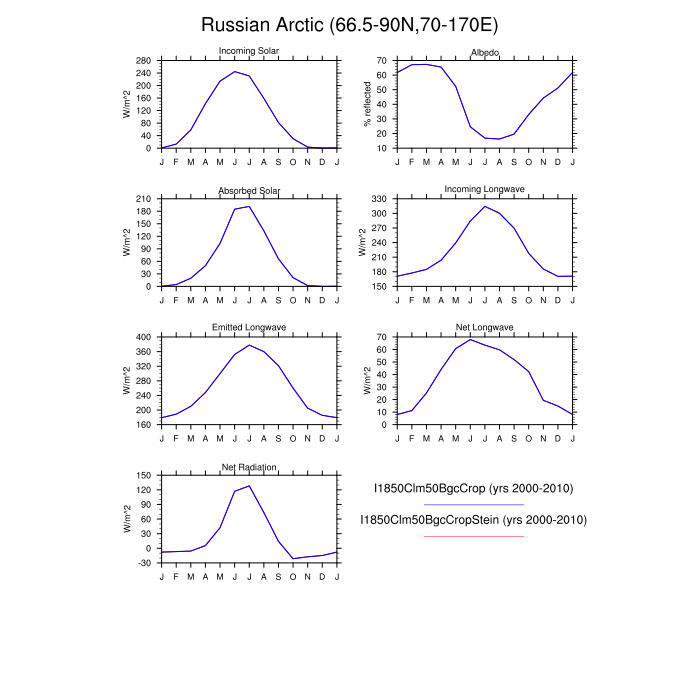 Russian Arctic (66.5-90N,70-170E)
Incoming Solar
W/m^2
280
240
200
160
120
80
40
0
J F M A M J J A S O N D J
Albedo
% reflected
70
60
50
40
30
20
10
J F M A M J J A S O N D J
Absorbed Solar
W/m^2
210
180
150
120
90
60
30
0
J F M A M J J A S O N D J
Incoming Longwave
W/m^2
330
300
270
240
210
180
150
J F M A M J J A S O N D J
Emitted Longwave
W/m^2
400
360
320
280
240
200
160
J F M A M J J A S O N D J
Net Longwave
W/m^2
70
60
50
40
30
20
10
0
J F M A M J J A S O N D J
Net Radiation
W/m^2
150
120
90
60
30
0
-30
J F M A M J J A S O N D J
I1850Clm50BgcCrop (yrs 2000-2010)
I1850Clm50BgcCropStein (yrs 2000-2010)